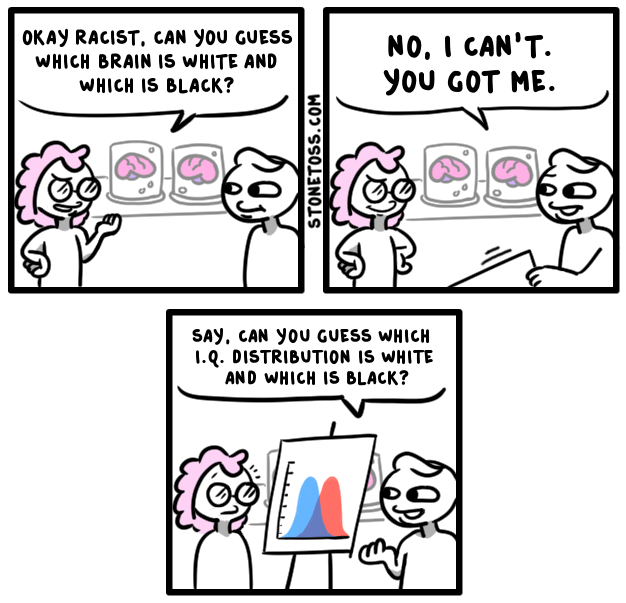 OKAY RACIST, CAN YOU GUESS
WHICH BRAIN IS WHITE AND
WHICH IS BLACK?
NO, I CAN'T.
YOU GOT ME.
STONETOSS.COM
SAY, CAN YOU GUESS WHICH
I.Q. DISTRIBUTION IS WHITE
AND WHICH IS BLACK?